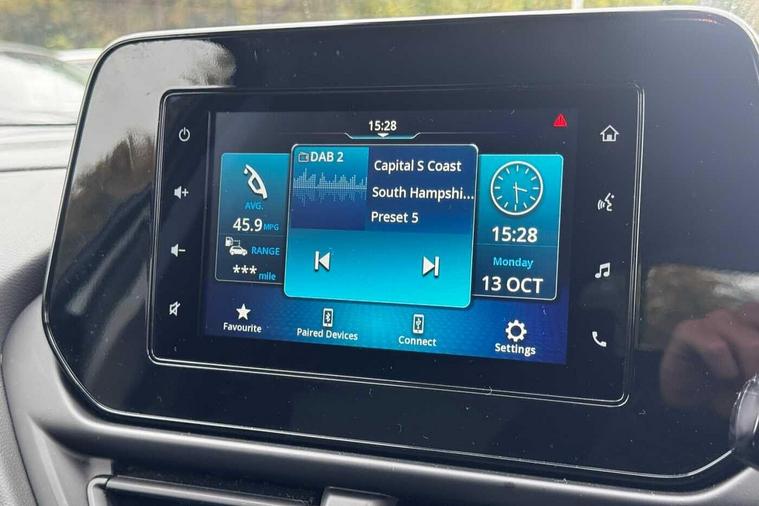 15:28
DAB 2
Capital S Coast
South Hampshi...
Preset 5
AVG.
45.9 MPG
RANGE
*** mile
15:28
Monday
13 OCT
Favourite
Paired Devices
Connect
Settings